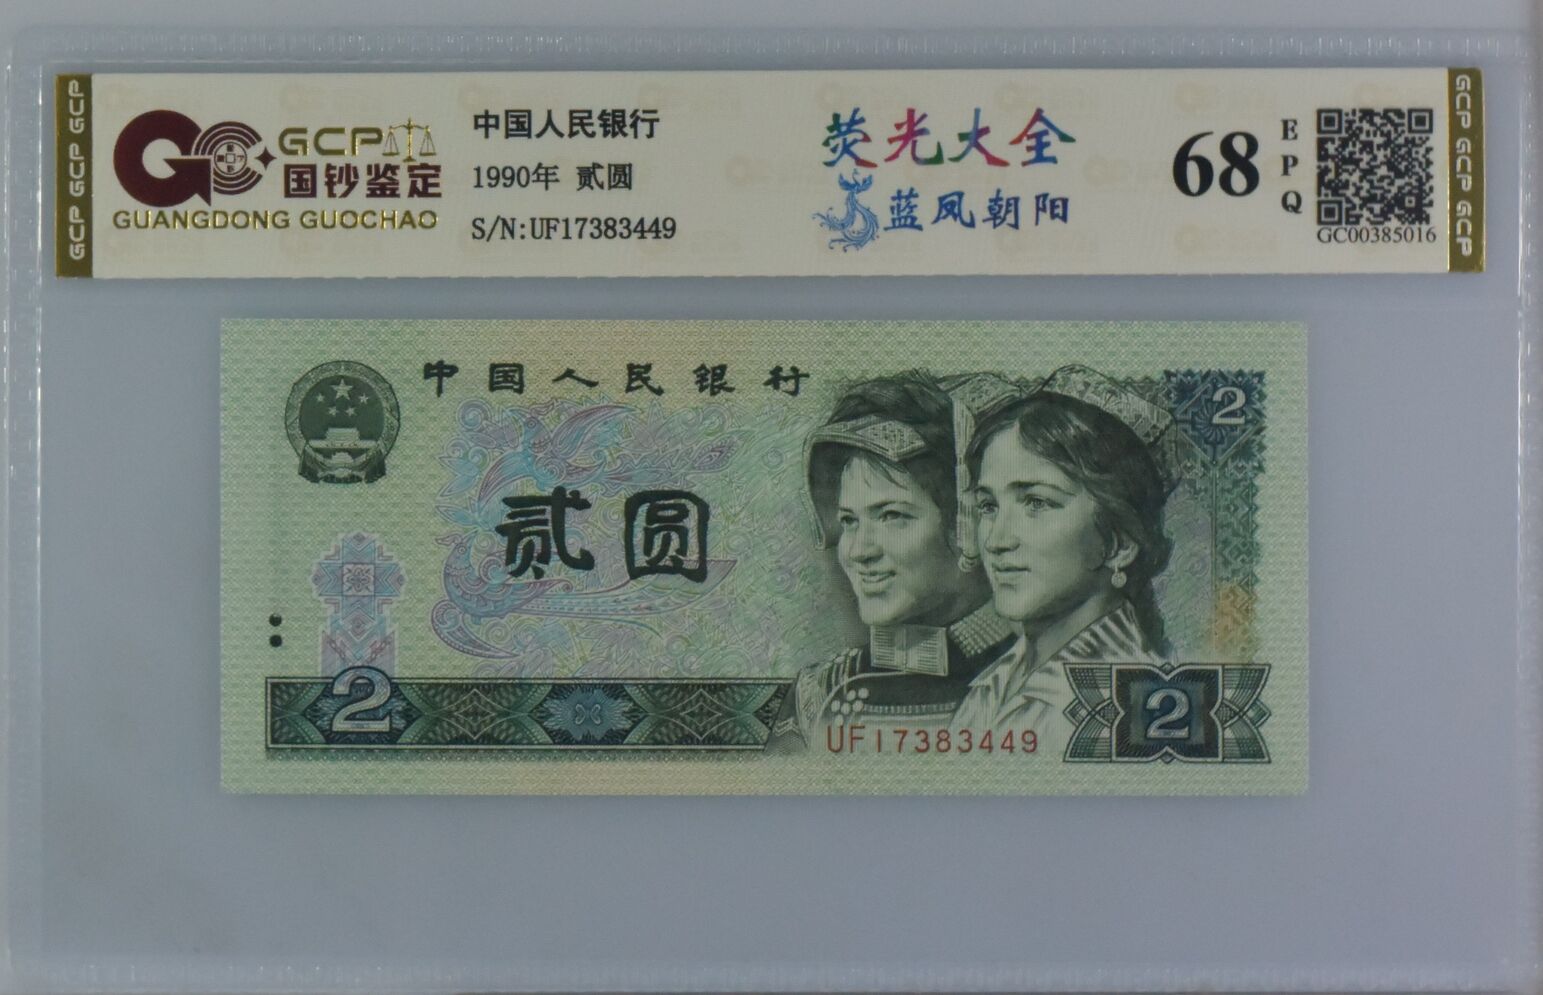 GCP
国钞鉴定
GUANGDONG GUOCHAO
中国人民银行
1990年 贰圆
S/N:UF17383449
荧光大全
蓝凤朝阳
68
EPQ
GC00385016
GCP GCP GCP
GCP GCP GCP
中国人民银行
2
贰圆
2
UF17383449
2